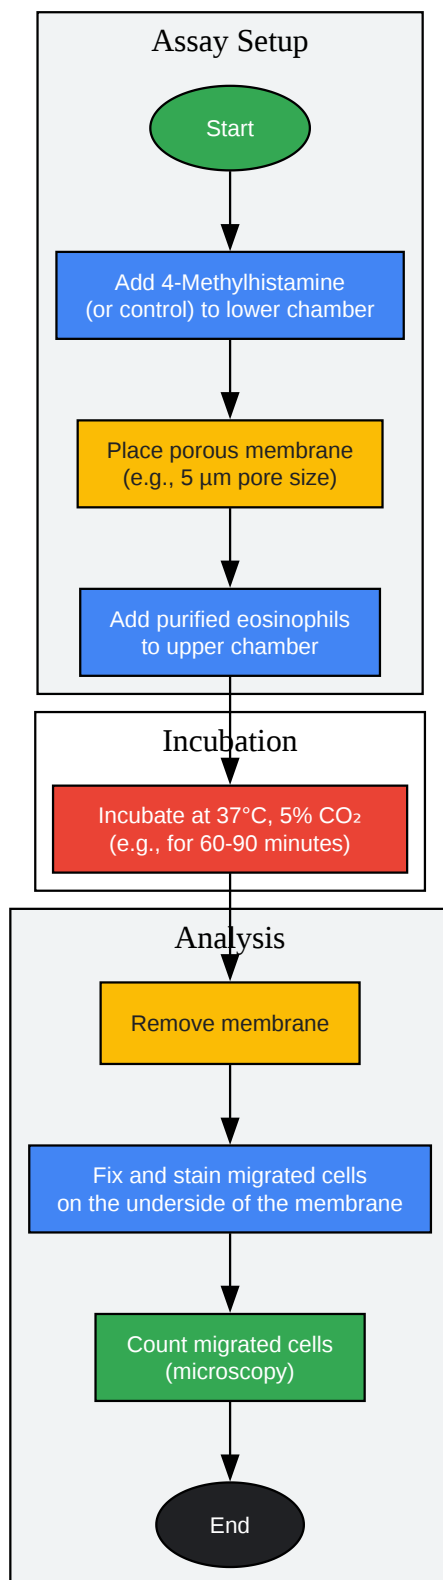 Assay Setup
Start
Add 4-Methylhistamine
(or control) to lower chamber
Place porous membrane
(e.g., 5 µm pore size)
Add purified eosinophils
to upper chamber
Incubation
Incubate at 37°C, 5% CO₂
(e.g., for 60-90 minutes)
Analysis
Remove membrane
Fix and stain migrated cells
on the underside of the membrane
Count migrated cells
(microscopy)
End